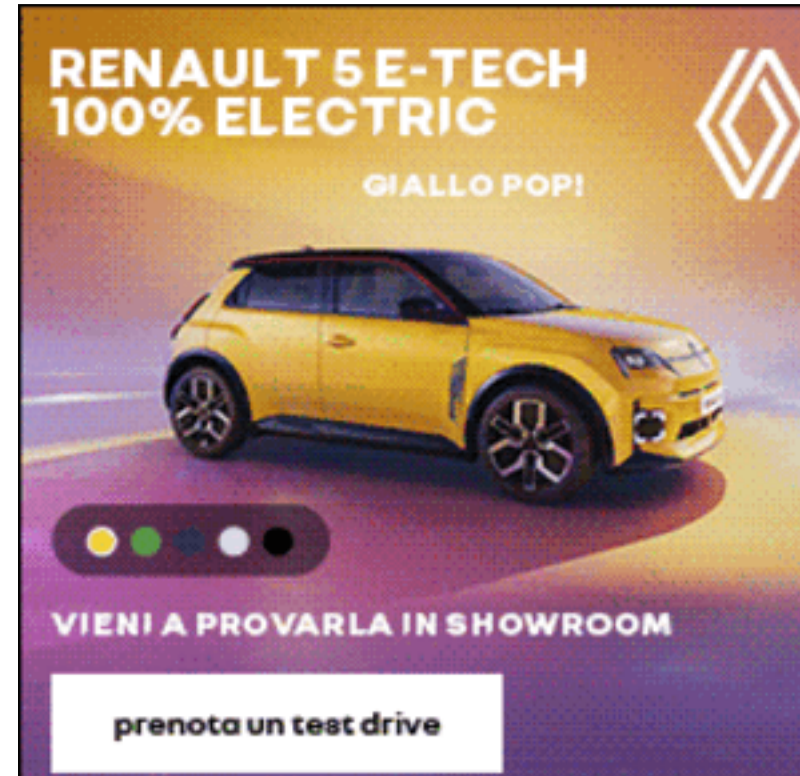 RENAULT 5 E-TECH
100% ELECTRIC
GIALLO POP!
VIENI A PROVARLA IN SHOWROOM
prenota un test drive